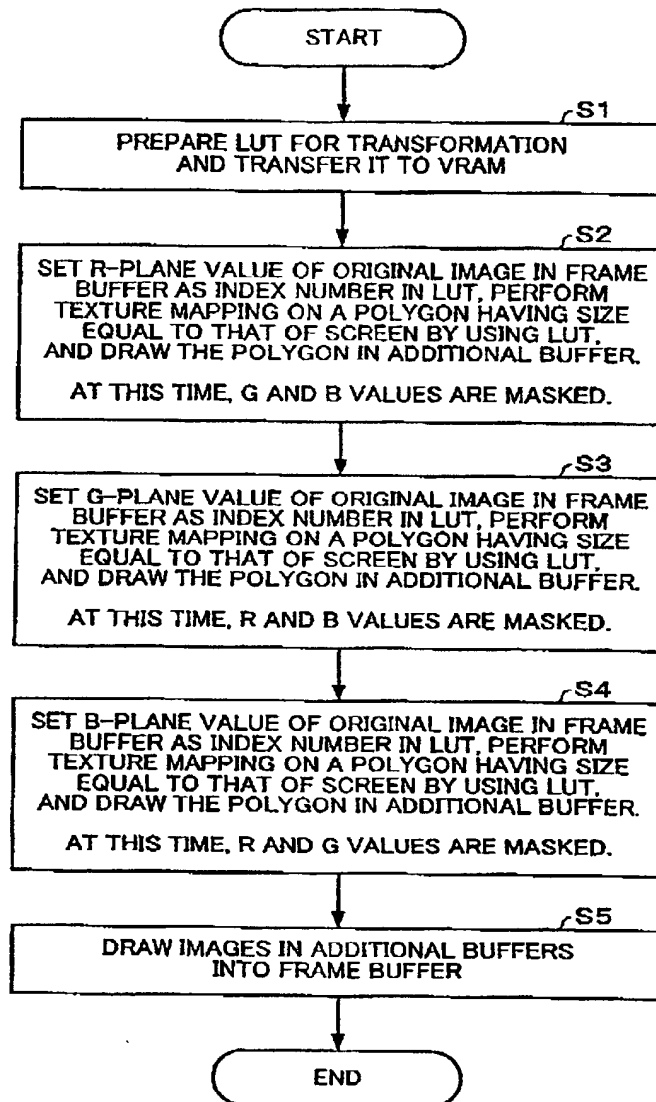 START
S1
PREPARE LUT FOR TRANSFORMATION
AND TRANSFER IT TO VRAM
S2
SET R-PLANE VALUE OF ORIGINAL IMAGE IN FRAME
BUFFER AS INDEX NUMBER IN LUT, PERFORM
TEXTURE MAPPING ON A POLYGON HAVING SIZE
EQUAL TO THAT OF SCREEN BY USING LUT,
AND DRAW THE POLYGON IN ADDITIONAL BUFFER.
AT THIS TIME, G AND B VALUES ARE MASKED.
S3
SET G-PLANE VALUE OF ORIGINAL IMAGE IN FRAME
BUFFER AS INDEX NUMBER IN LUT, PERFORM
TEXTURE MAPPING ON A POLYGON HAVING SIZE
EQUAL TO THAT OF SCREEN BY USING LUT,
AND DRAW THE POLYGON IN ADDITIONAL BUFFER.
AT THIS TIME, R AND B VALUES ARE MASKED.
S4
SET B-PLANE VALUE OF ORIGINAL IMAGE IN FRAME
BUFFER AS INDEX NUMBER IN LUT, PERFORM
TEXTURE MAPPING ON A POLYGON HAVING SIZE
EQUAL TO THAT OF SCREEN BY USING LUT,
AND DRAW THE POLYGON IN ADDITIONAL BUFFER.
AT THIS TIME, R AND G VALUES ARE MASKED.
S5
DRAW IMAGES IN ADDITIONAL BUFFERS
INTO FRAME BUFFER
END